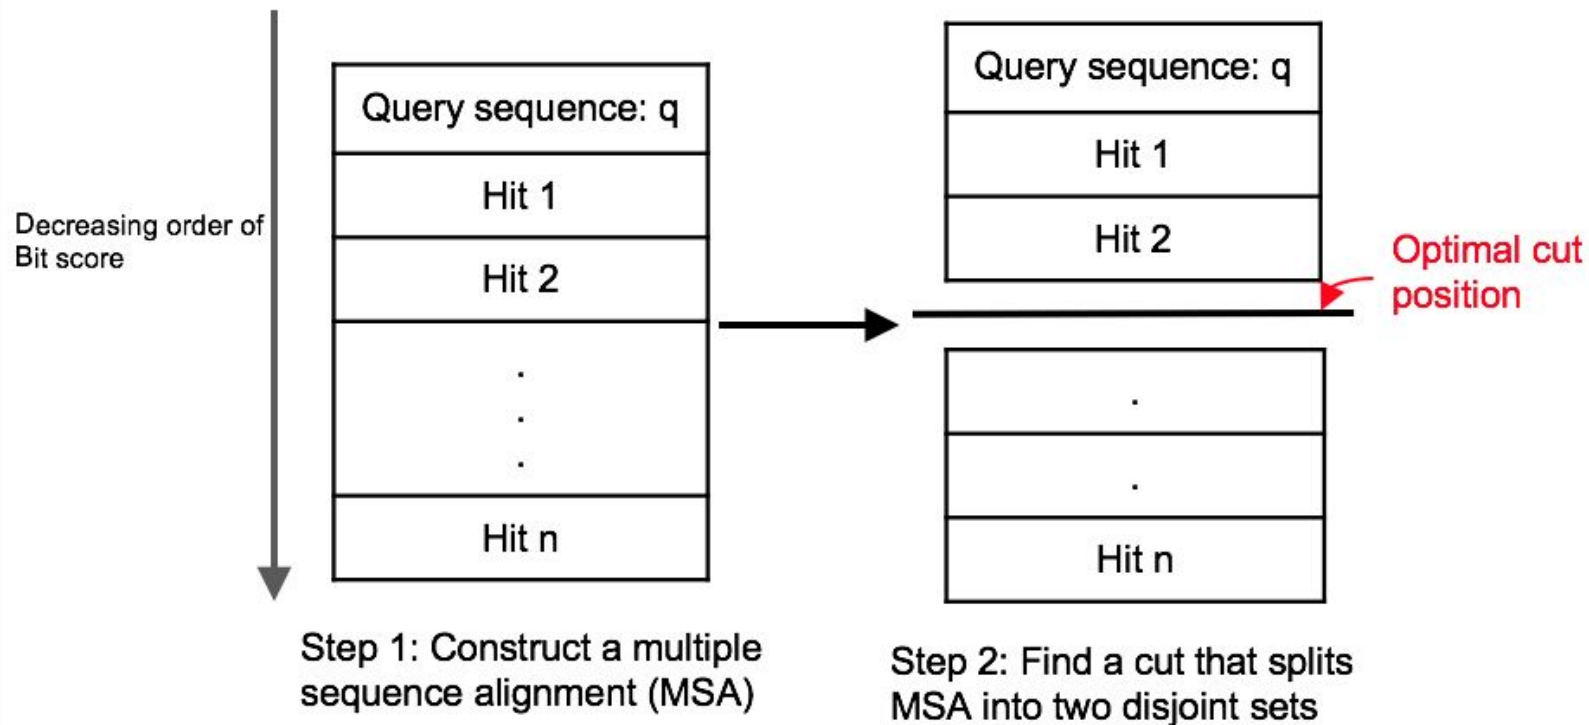 Decreasing order of
Bit score
Query sequence: q
Hit 1
Hit 2
.
.
.
Hit n
Step 1: Construct a multiple
sequence alignment (MSA)
Query sequence: q
Hit 1
Hit 2
Optimal cut
position
.
.
Hit n
Step 2: Find a cut that splits
MSA into two disjoint sets